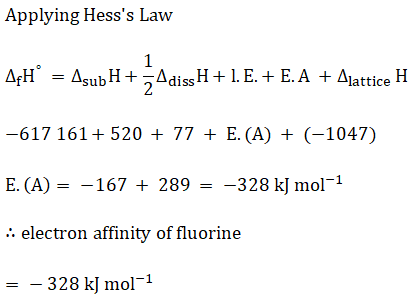 Applying Hess's Law
Δ_fH° = Δ_subH + 1/2 Δ_dissH + l. E. + E. A + Δ_lattice H
−617 161 + 520 + 77 + E. (A) + (−1047)
E. (A) = −167 + 289 = −328 kJ mol⁻¹
∴ electron affinity of fluorine
= − 328 kJ mol⁻¹